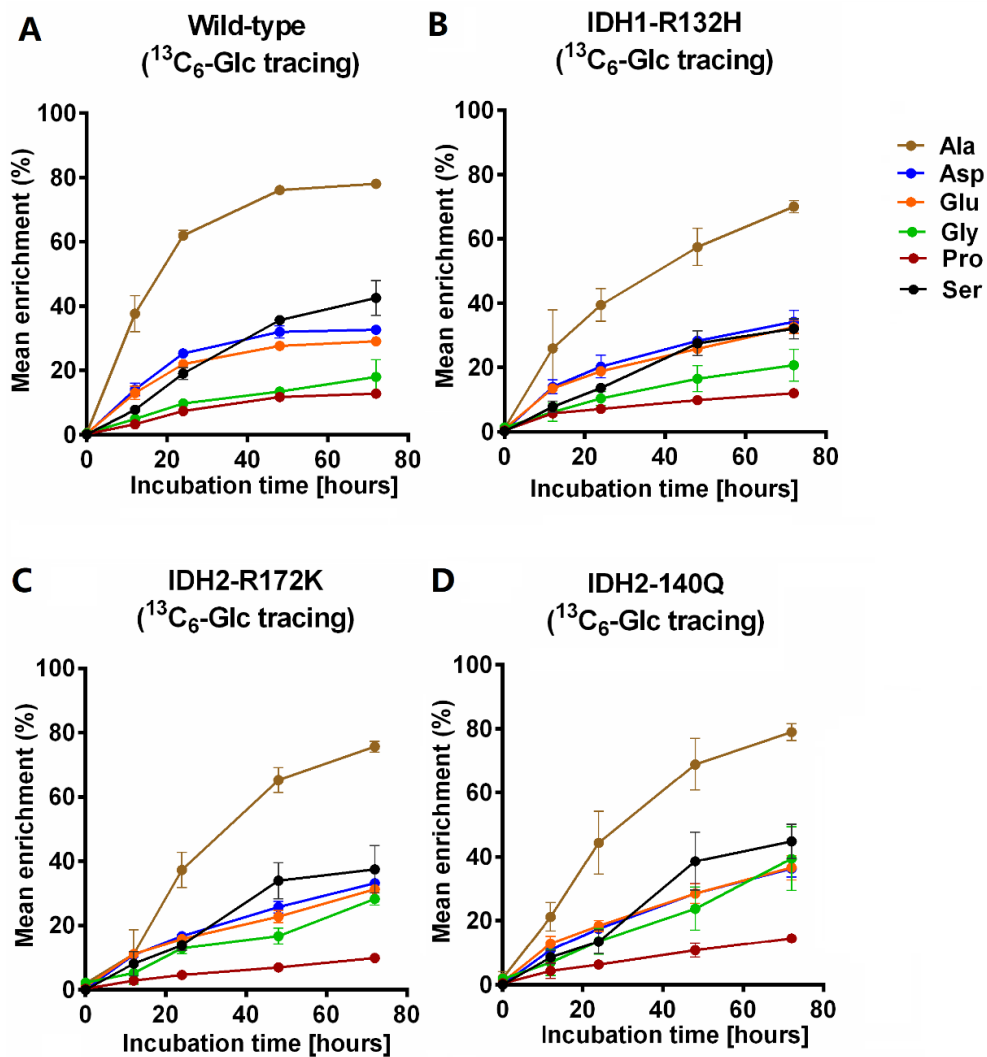 A
Wild-type
(¹³C₆-Glc tracing)
Mean enrichment (%)
100
80
60
40
20
0
0 20 40 60 80
Incubation time [hours]
B
IDH1-R132H
(¹³C₆-Glc tracing)
Mean enrichment (%)
100
80
60
40
20
0
0 20 40 60 80
Incubation time [hours]
Ala
Asp
Glu
Gly
Pro
Ser
C
IDH2-R172K
(¹³C₆-Glc tracing)
Mean enrichment (%)
100
80
60
40
20
0
0 20 40 60 80
Incubation time [hours]
D
IDH2-140Q
(¹³C₆-Glc tracing)
Mean enrichment (%)
100
80
60
40
20
0
0 20 40 60 80
Incubation time [hours]